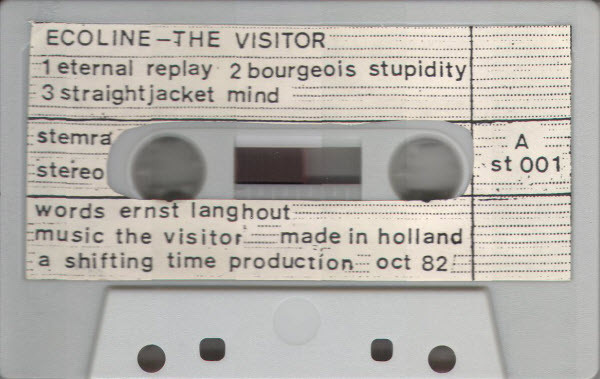 ECOLINE-THE VISITOR
1 eternal replay 2 bourgeois stupidity
3 straightjacket mind
stemra
stereo
A
st 001
words ernst langhout
music the visitor made in holland
a shifting time production oct 82